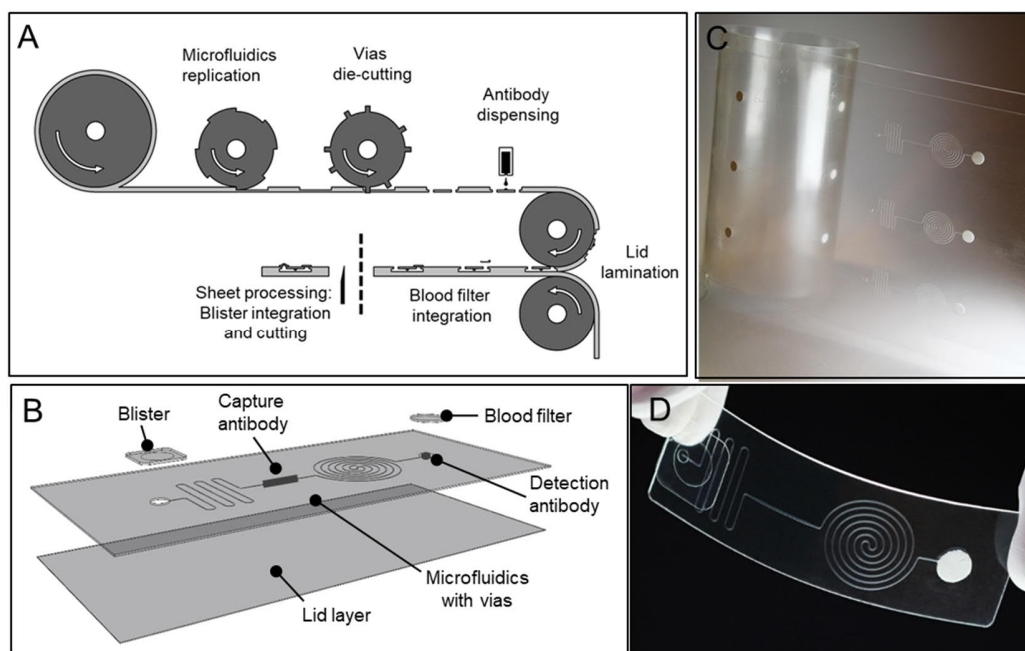 A
Microfluidics
replication
Vias
die-cutting
Antibody
dispensing
Lid
lamination
Sheet processing:
Blister integration
and cutting
Blood filter
integration
C
B
Blister
Capture
antibody
Blood filter
Detection
antibody
Microfluidics
with vias
Lid layer
D